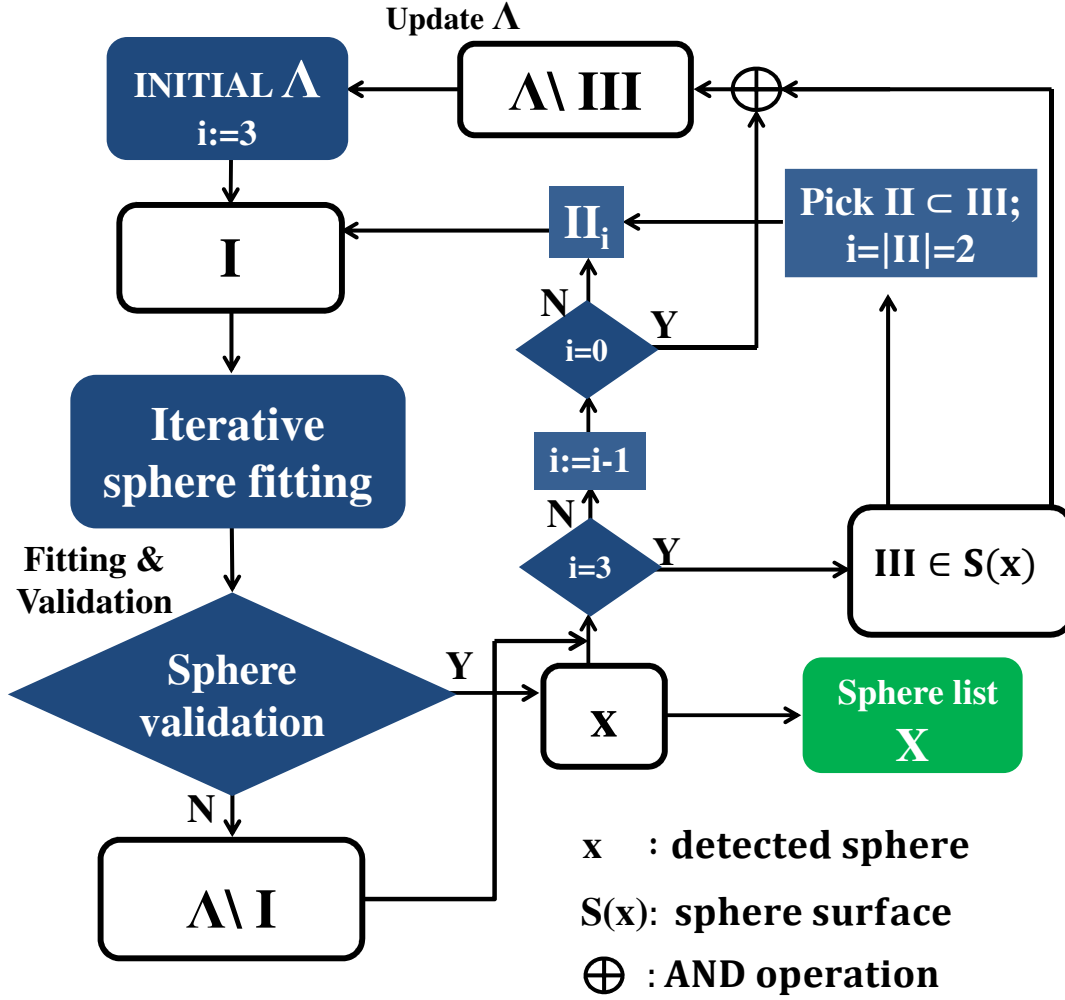 Update Λ
INITIAL Λ
i:=3
Λ\ III
I
IIᵢ
Pick II ⊂ III;
i=|II|=2
N
Y
i=0
Iterative
sphere fitting
i:=i-1
N
Y
i=3
III ∈ S(x)
Fitting &
Validation
Sphere
validation
Y
N
x
Sphere list
X
Λ\ I
x : detected sphere
S(x): sphere surface
⊕ : AND operation